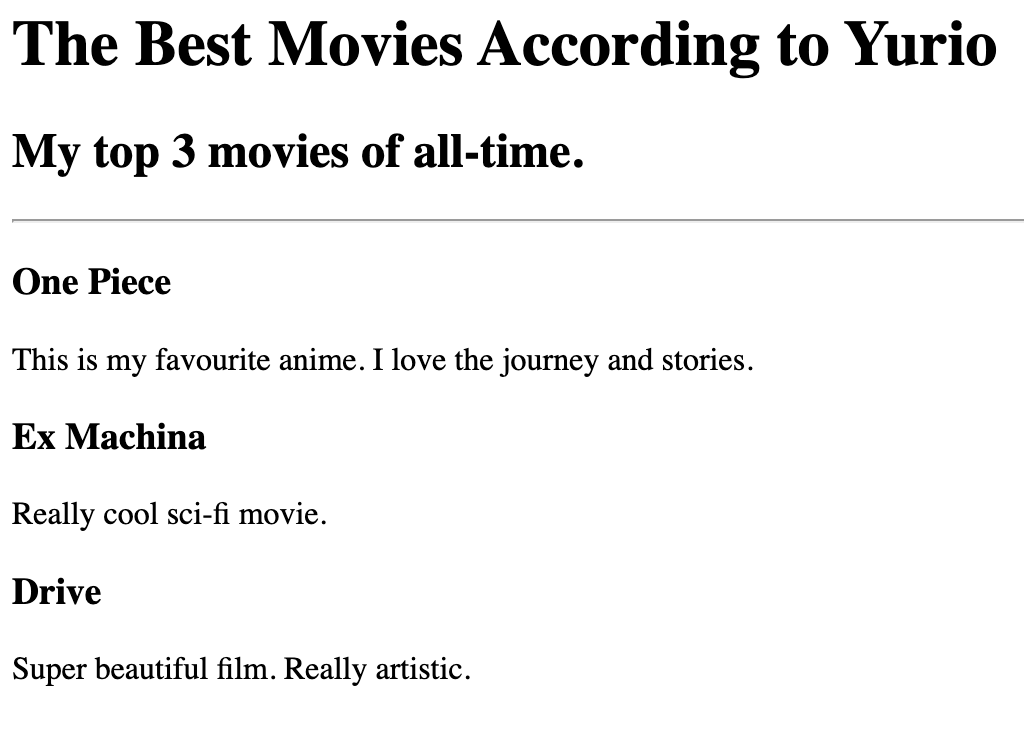 The Best Movies According to Yurio
My top 3 movies of all-time.
One Piece
This is my favourite anime. I love the journey and stories.
Ex Machina
Really cool sci-fi movie.
Drive
Super beautiful film. Really artistic.